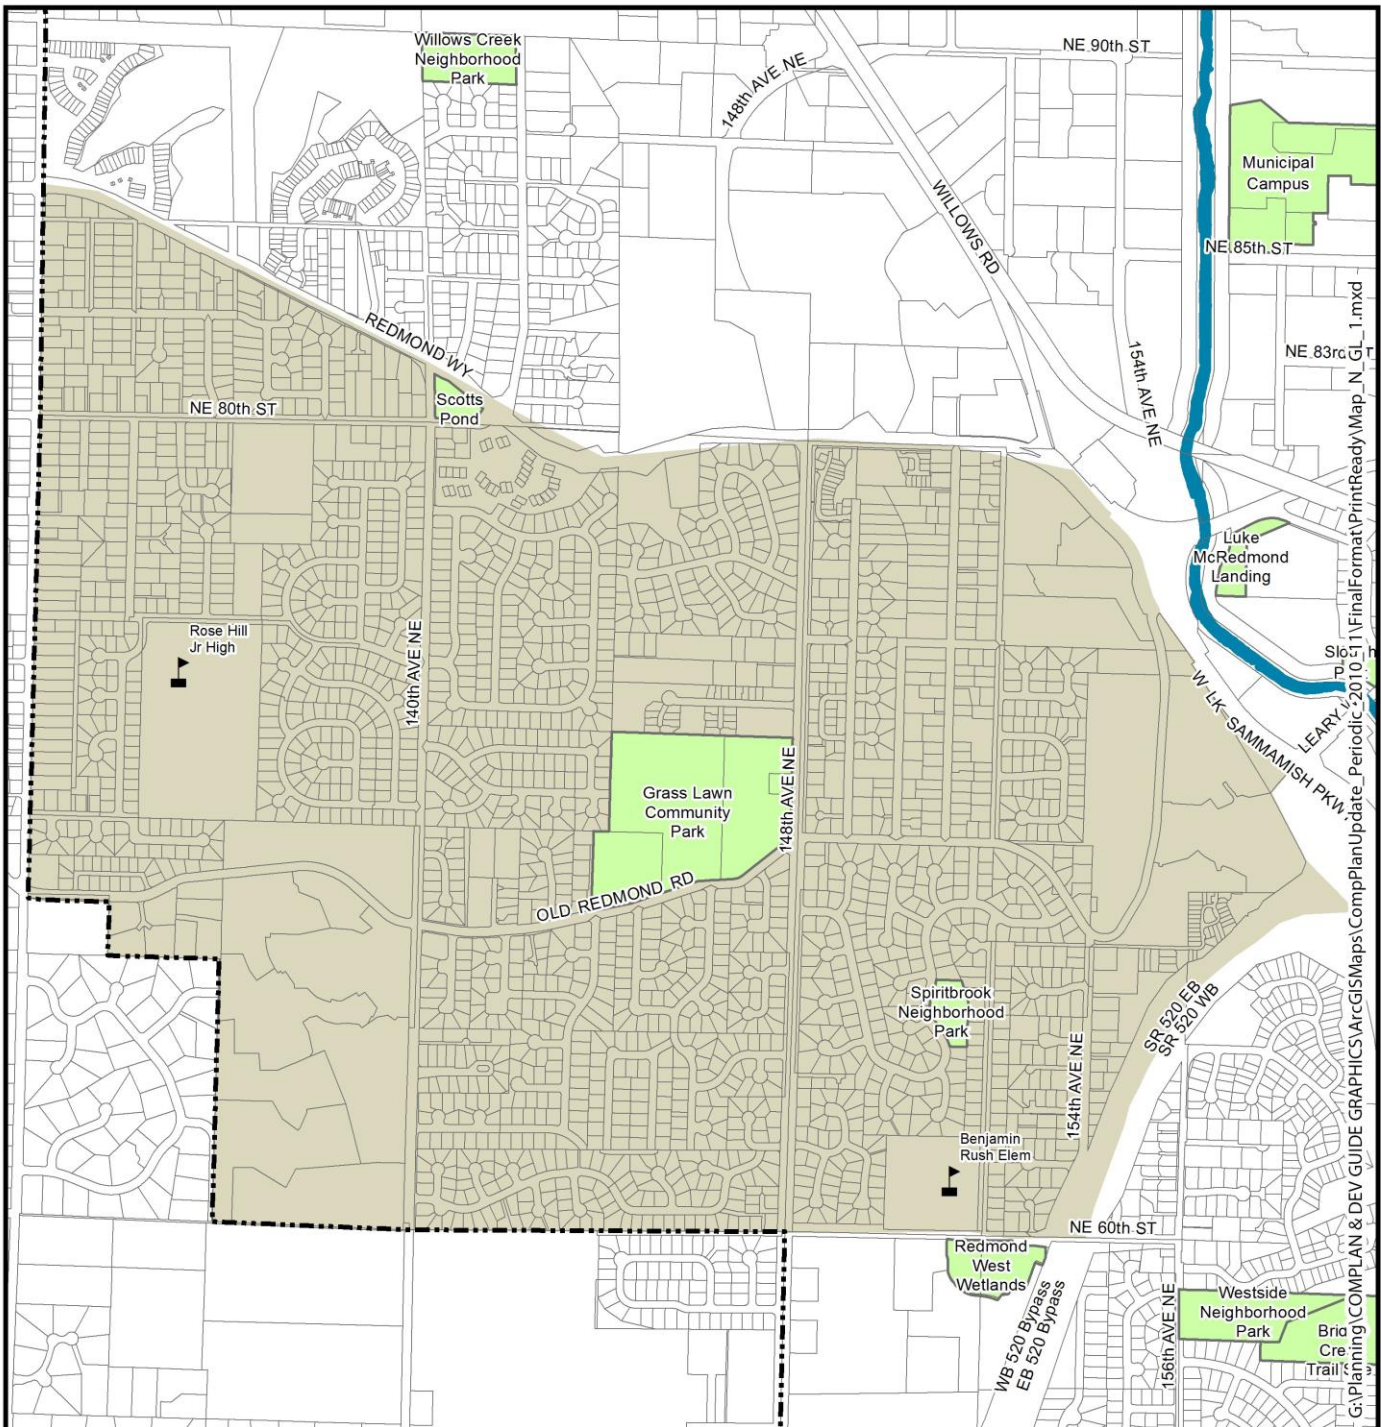 Willows Creek
Neighborhood
Park
NE 90th ST
148th AVE NE
Municipal
Campus
WILLOWS RD
NE 85th ST
REDMOND WY
NE 83rd
154th AVE NE
Scotts
Pond
NE 80th ST
Luke
McRedmond
Landing
Rose Hill
Jr High
140th AVE NE
W LK SAMMAMISH PKWY
LEARY
Grass Lawn
Community
Park
148th AVE NE
OLD REDMOND RD
Spiritbrook
Neighborhood
Park
SR 520 EB
SR 520 WB
154th AVE NE
Benjamin
Rush Elem
NE 60th ST
Redmond
West
Wetlands
WB 520 Bypass
EB 520 Bypass
156th AVE NE
Westside
Neighborhood
Park
Trail
G:\Planning\COMPLAN & DEV GUIDE GRAPHICS\ArcGISMaps\CompPlanUpdate_Periodic_2010-11\FinalFormat\PrintReady\Map_N_GL_1.mxd